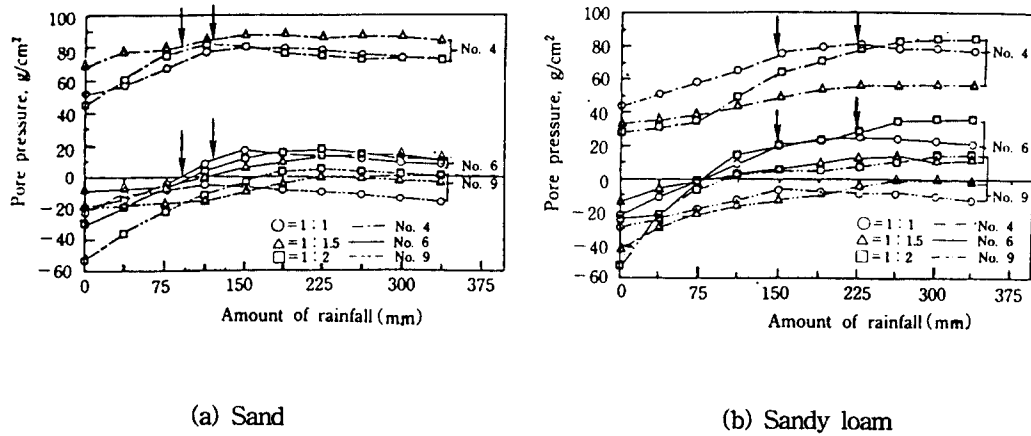 Pore pressure, g/cm²
100
80
60
40
20
0
−20
−40
−60
0
75
150
225
300
375
Amount of rainfall (mm)
No. 4
No. 6
No. 9
○=1 : 1
△=1 : 1.5
□=1 : 2
No. 4
No. 6
No. 9
(a) Sand
Pore pressure, g/cm²
100
80
60
40
20
0
−20
−40
60
0
75
150
225
300
375
Amount of rainfall (mm)
No. 4
No. 6
No. 9
○=1 : 1
△=1 : 1.5
□=1 : 2
No. 4
No. 6
No. 9
(b) Sandy loam